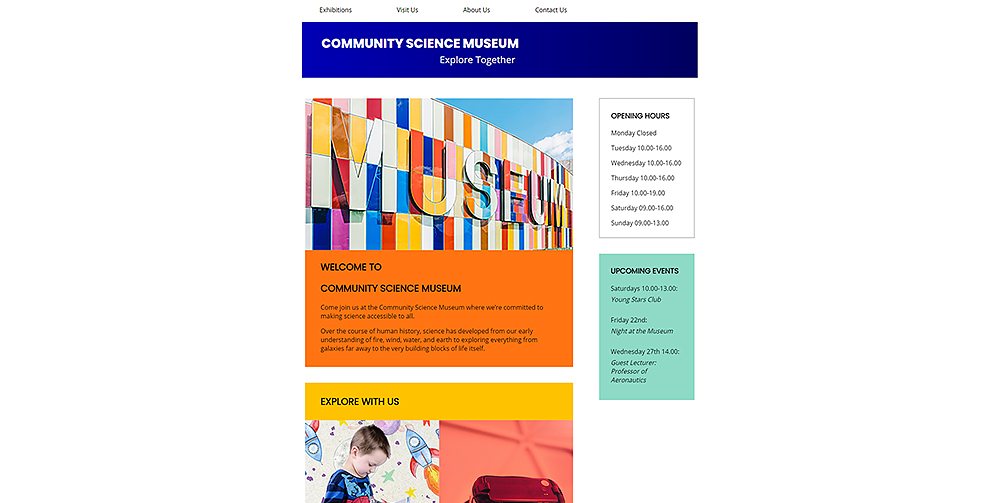 Exhibitions Visit Us About Us Contact Us
COMMUNITY SCIENCE MUSEUM
Explore Together
MUSEUM
WELCOME TO
COMMUNITY SCIENCE MUSEUM
Come join us at the Community Science Museum where we're committed to
making science accessible to all.
Over the course of human history, science has developed from our early
understanding of fire, wind, water, and earth to exploring everything from
galaxies far away to the very building blocks of life itself.
EXPLORE WITH US
OPENING HOURS
Monday Closed
Tuesday 10.00-16.00
Wednesday 10.00-16.00
Thursday 10.00-16.00
Friday 10.00-19.00
Saturday 09.00-16.00
Sunday 09.00-13.00
UPCOMING EVENTS
Saturdays 10.00-13.00:
Young Stars Club
Friday 22nd:
Night at the Museum
Wednesday 27th 14.00:
Guest Lecturer:
Professor of
Aeronautics